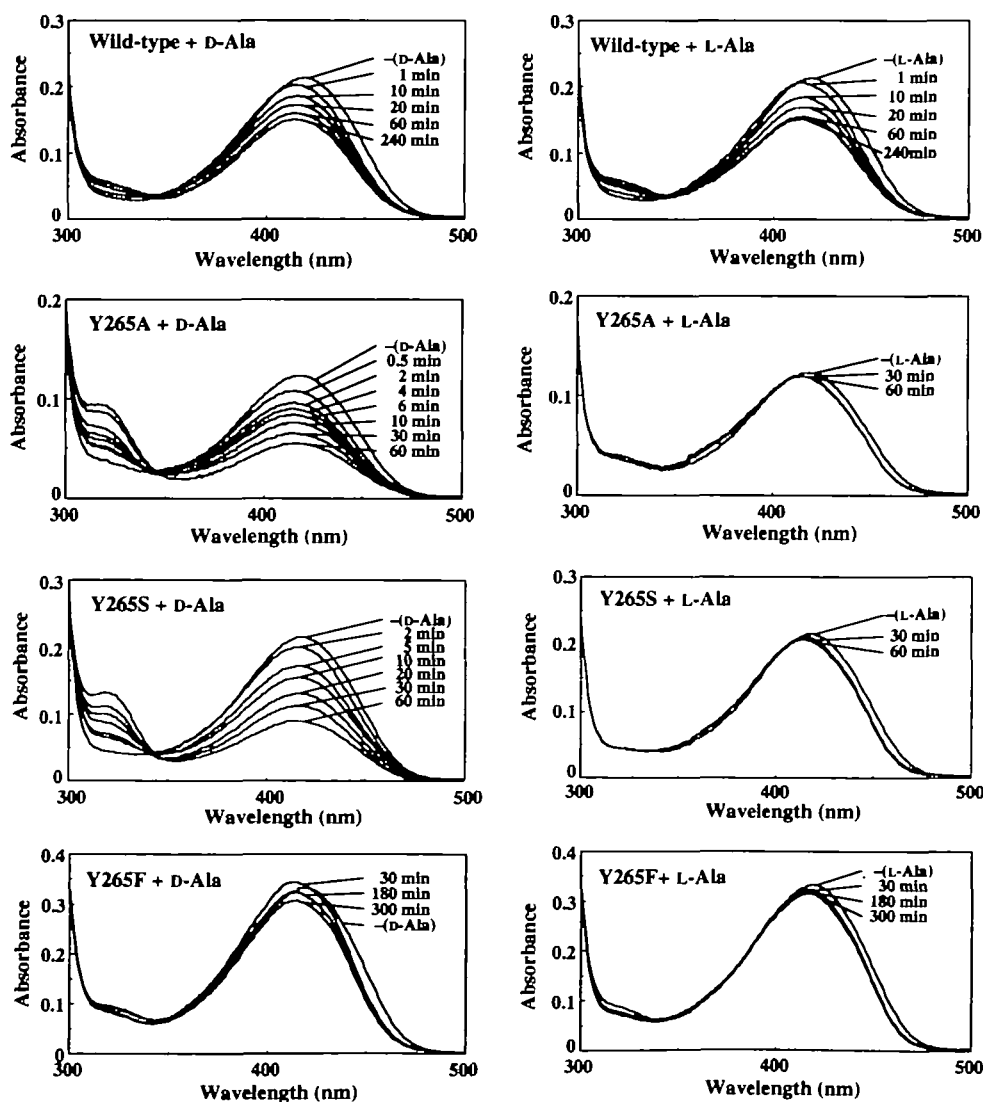 0.3
Wild-type + D-Ala
–(D-Ala)
1 min
10 min
20 min
60 min
240 min
0.2
0.1
0
300
400
500
Absorbance
Wavelength (nm)
0.3
Wild-type + L-Ala
–(L-Ala)
1 min
10 min
20 min
60 min
240 min
0.2
0.1
0
300
400
500
Absorbance
Wavelength (nm)
0.2
Y265A + D-Ala
–(D-Ala)
0.5 min
2 min
4 min
6 min
10 min
30 min
60 min
0.1
0
300
400
500
Absorbance
Wavelength (nm)
0.2
Y265A + L-Ala
–(L-Ala)
30 min
60 min
0.1
0
300
400
500
Absorbance
Wavelength (nm)
0.3
Y265S + D-Ala
–(D-Ala)
2 min
5 min
10 min
20 min
30 min
60 min
0.2
0.1
0
300
400
500
Absorbance
Wavelength (nm)
0.3
Y265S + L-Ala
–(L-Ala)
30 min
60 min
0.2
0.1
0
300
400
500
Absorbance
Wavelength (nm)
0.4
Y265F + D-Ala
30 min
180 min
300 min
–(D-Ala)
0.3
0.2
0.1
0
300
400
500
Absorbance
Wavelength (nm)
0.4
Y265F+ L-Ala
–(L-Ala)
30 min
180 min
300 min
0.3
0.2
0.1
0
300
400
500
Absorbance
Wavelength (nm)